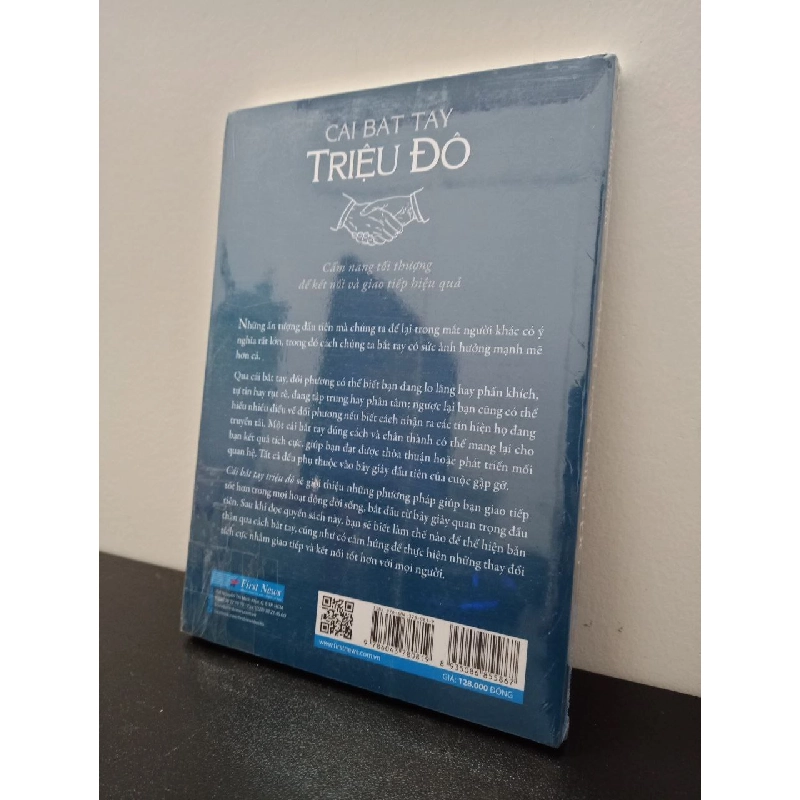 CÁI BẮT TAY
TRIỆU ĐÔ
Cẩm nang tối thượng
để kết nối và giao tiếp hiệu quả
Những ấn tượng đầu tiên mà chúng ta để lại trong mắt người khác có ý
nghĩa rất lớn, trong đó cách chúng ta bắt tay có sức ảnh hưởng mạnh mẽ
hơn cả.
Qua cái bắt tay, đối phương có thể biết bạn đang lo lắng hay phấn khích,
tự tin hay rụt rè, đang tập trung hay phân tâm; ngược lại bạn cũng có thể
hiểu nhiều điều về đối phương nếu biết cách nhận ra các tín hiệu họ đang
truyền tải. Một cái bắt tay đúng cách và chân thành có thể mang lại cho
bạn kết quả tích cực, giúp bạn đạt được thỏa thuận hoặc phát triển mối
quan hệ. Tất cả đều phụ thuộc vào bảy giây đầu tiên của cuộc gặp gỡ.
Cái bắt tay triệu đô sẽ giới thiệu những phương pháp giúp bạn giao tiếp
tốt hơn trong mọi hoạt động đời sống, bắt đầu từ bảy giây quan trọng đầu
tiên. Sau khi đọc quyển sách này, bạn sẽ biết làm thế nào để thể hiện bản
thân qua cách bắt tay, cũng như có cảm hứng để thực hiện những thay đổi
tích cực nhằm giao tiếp và kết nối tốt hơn với mọi người.
First News
www.firstnews.com.vn
GIÁ: 128.000 ĐỒNG